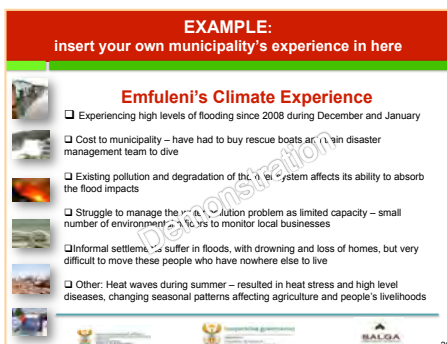 EXAMPLE:
insert your own municipality's experience in here
Emfuleni's Climate Experience
❑ Experiencing high levels of flooding since 2008 during December and January
❑ Cost to municipality – have had to buy rescue boats and train disaster
management team to dive
❑ Existing pollution and degradation of the river system affects its ability to absorb
the flood impacts
❑ Struggle to manage the water pollution problem as limited capacity – small
number of environmental officers to monitor local businesses
❑Informal settlements suffer in floods, with drowning and loss of homes, but very
difficult to move these people who have nowhere else to live
❑ Other: Heat waves during summer – resulted in heat stress and high level
diseases, changing seasonal patterns affecting agriculture and people's livelihoods
Demonstration
SALGA